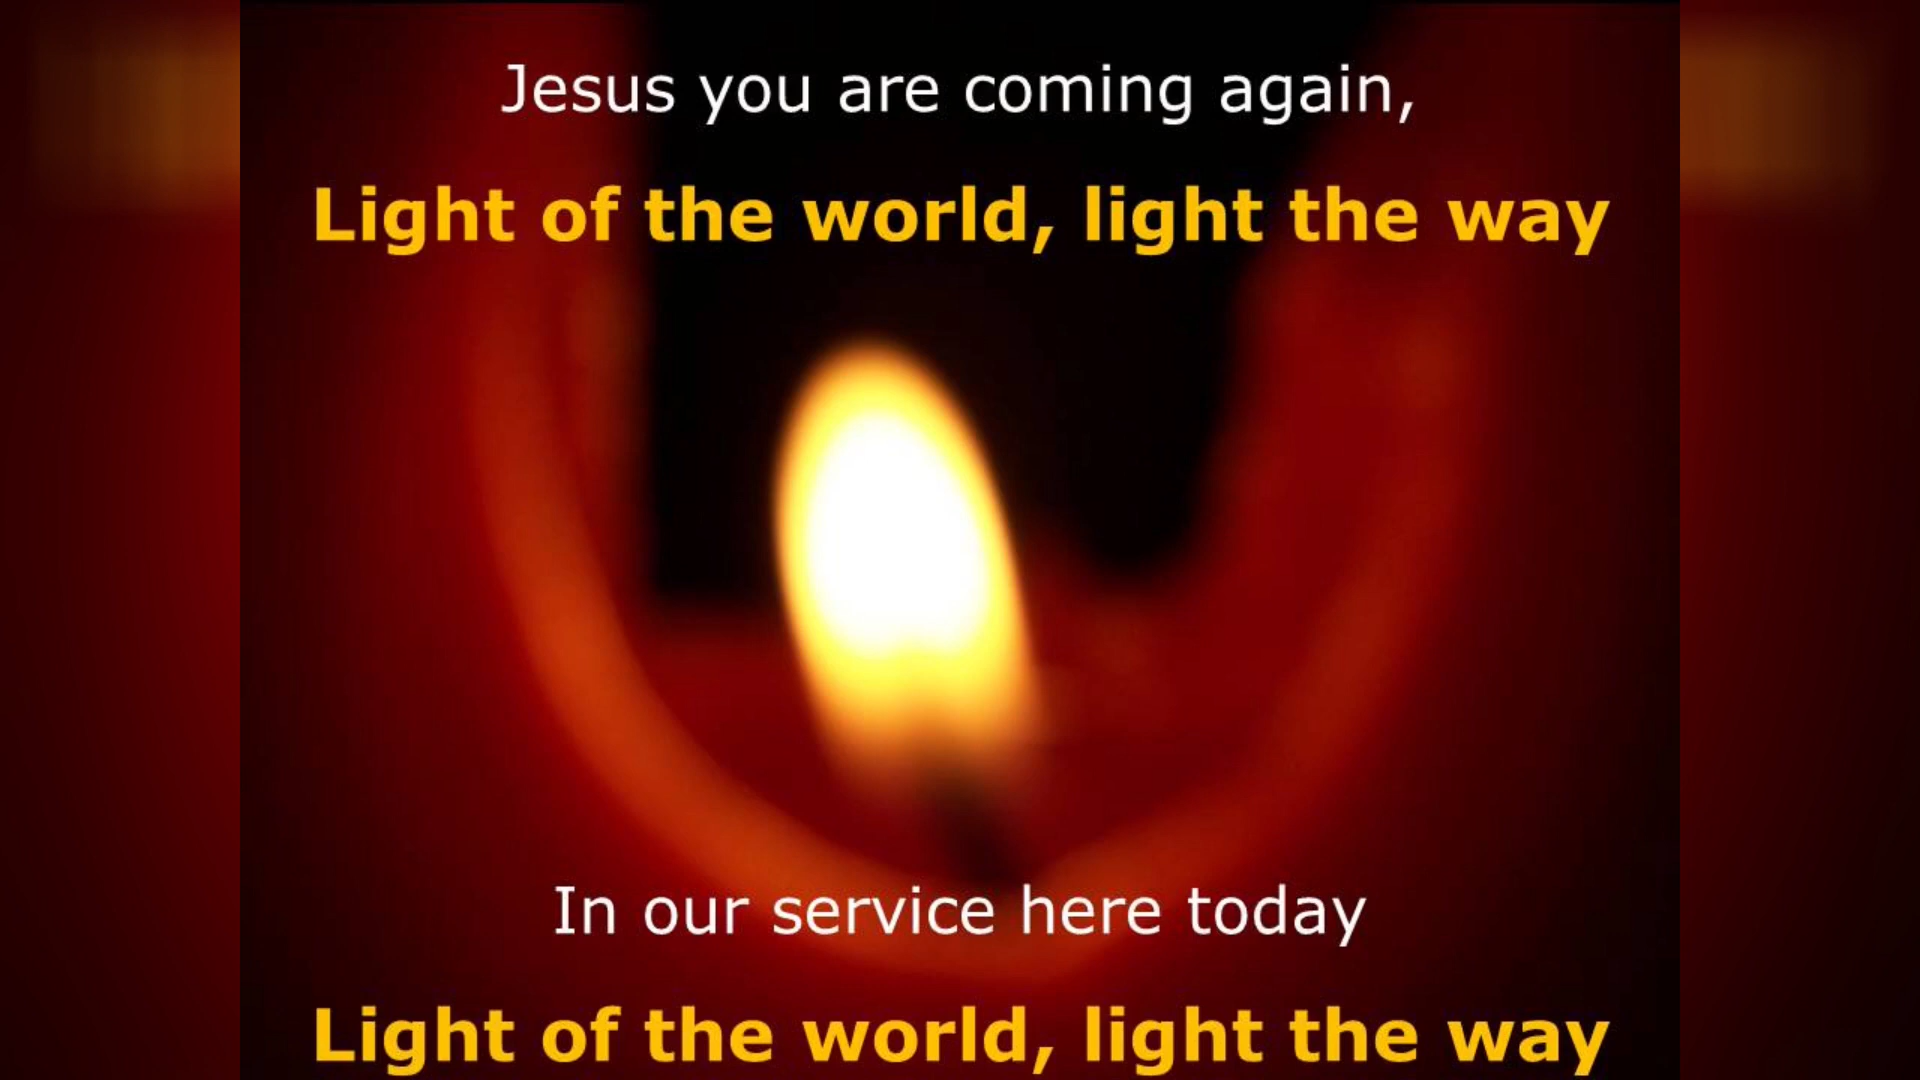 Jesus you are coming again,
Light of the world, light the way
In our service here today
Light of the world, light the way